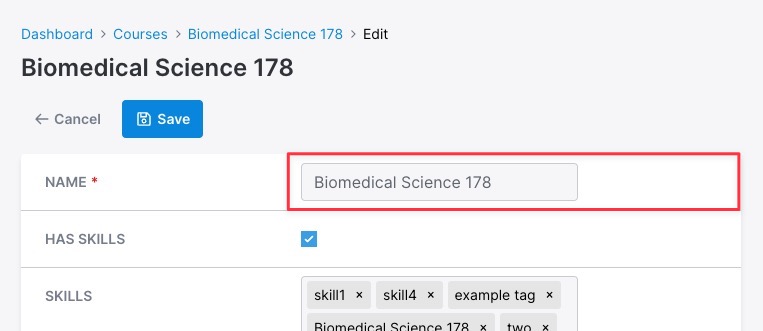 Dashboard > Courses > Biomedical Science 178 > Edit
Biomedical Science 178
← Cancel Save
NAME * Biomedical Science 178
HAS SKILLS
SKILLS skill1 × skill4 × example tag ×
Biomedical Science 178 × two ×